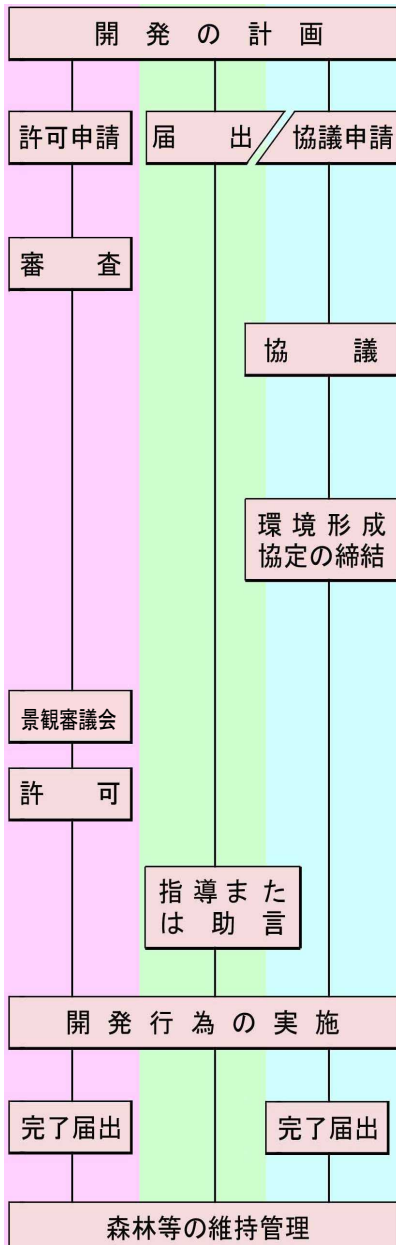 開発の計画
許可申請
届出
協議申請
審査
協議
環境形成
協定の締結
景観審議会
許可
指導また
は助言
開発行為の実施
完了届出
完了届出
森林等の維持管理